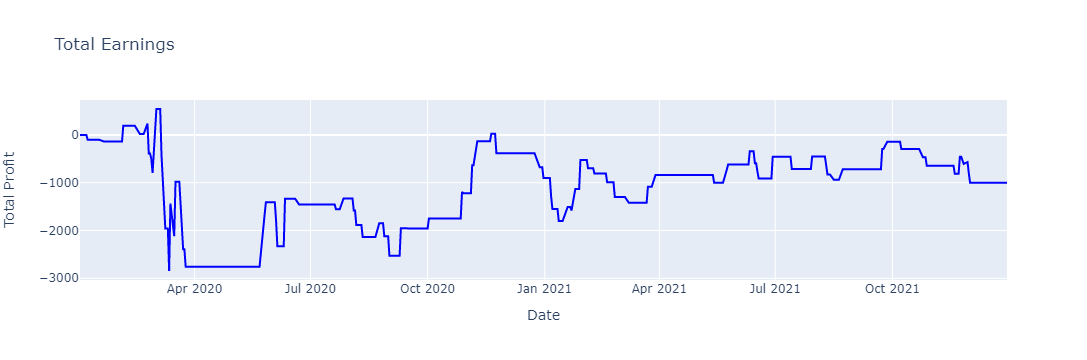 Total Earnings
Total Profit
0
−1000
−2000
−3000
Apr 2020
Jul 2020
Oct 2020
Jan 2021
Apr 2021
Jul 2021
Oct 2021
Date